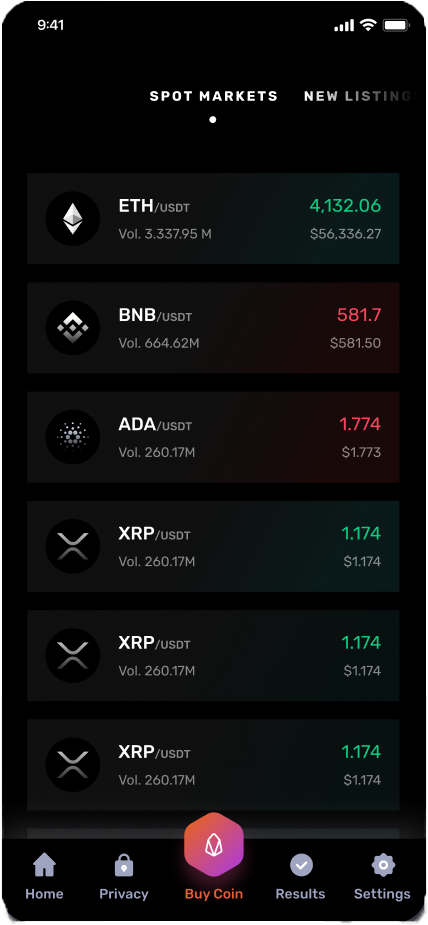 9:41
SPOT MARKETS NEW LISTING
ETH/USDT 4,132.06
Vol. 3.337.95 M $56,336.27
BNB/USDT 581.7
Vol. 664.62M $581.50
ADA/USDT 1.774
Vol. 260.17M $1.773
XRP/USDT 1.174
Vol. 260.17M $1.174
XRP/USDT 1.174
Vol. 260.17M $1.174
XRP/USDT 1.174
Vol. 260.17M $1.174
Home Privacy Buy Coin Results Settings